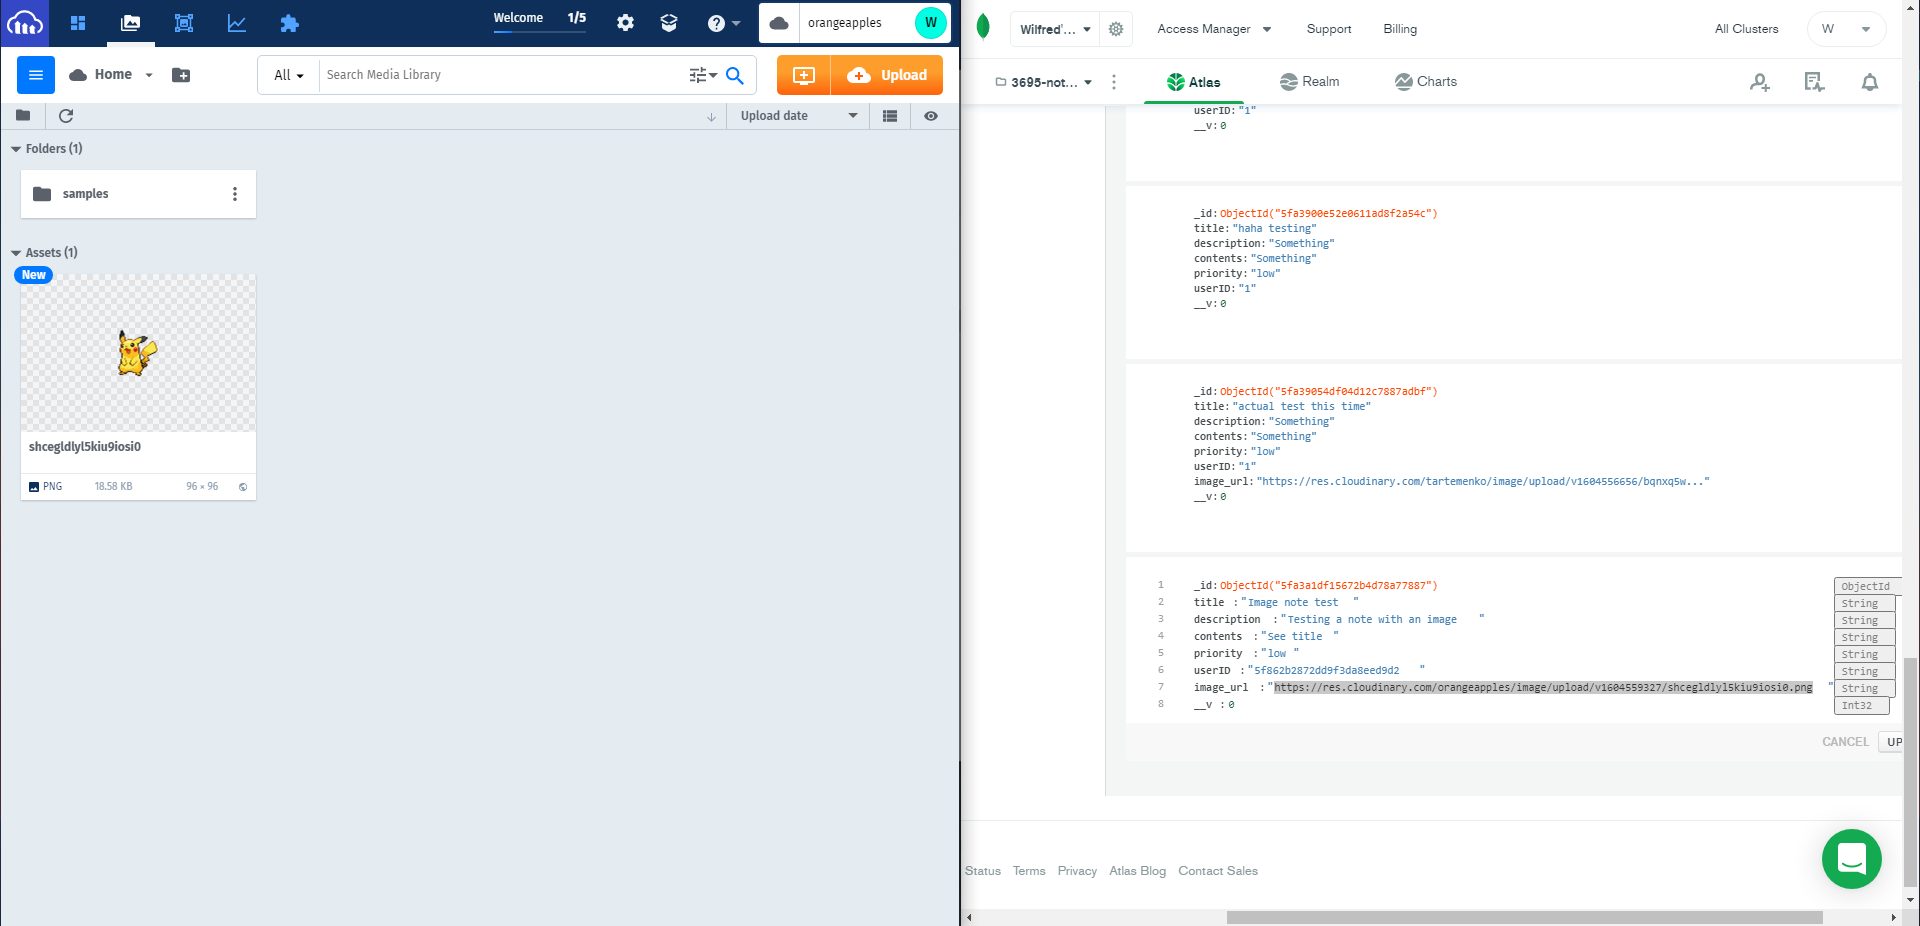 Welcome 1/5
orangeapples
W
Home
All
Search Media Library
Upload
Upload date
Folders (1)
samples
Assets (1)
New
shcegldlyl5kiu9iosi0
PNG 18.58 KB 96 × 96
Wilfred'...
Access Manager
Support
Billing
All Clusters
W
3695-not...
Atlas
Realm
Charts
userID: "1"
__v: 0
_id: ObjectId("5fa3900e52e0611ad8f2a54c")
title: "haha testing"
description: "Something"
contents: "Something"
priority: "low"
userID: "1"
__v: 0
_id: ObjectId("5fa39054df04d12c7887adbf")
title: "actual test this time"
description: "Something"
contents: "Something"
priority: "low"
userID: "1"
image_url: "https://res.cloudinary.com/tartemenko/image/upload/v1604556656/bqnxq5w..."
__v: 0
1 _id: ObjectId("5fa3a1df15672b4d78a77887") ObjectId
2 title : "Image note test " String
3 description : "Testing a note with an image " String
4 contents : "See title " String
5 priority : "low " String
6 userID : "5f862b2872dd9f3da8eed9d2 " String
7 image_url : "https://res.cloudinary.com/orangeapples/image/upload/v1604559327/shcegldlyl5kiu9iosi0.png " String
8 __v : 0 Int32
CANCEL UP
Status Terms Privacy Atlas Blog Contact Sales